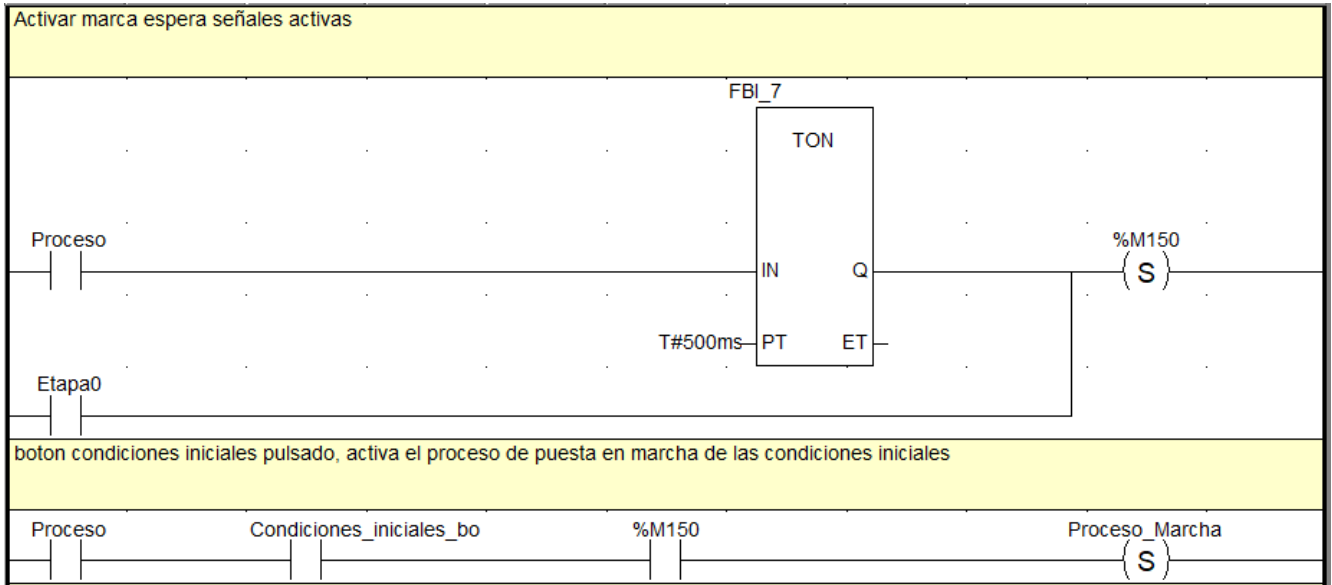 Activar marca espera señales activas
FBI_7
TON
Proceso
%M150
IN Q
S
T#500ms PT ET
Etapa0
boton condiciones iniciales pulsado, activa el proceso de puesta en marcha de las condiciones iniciales
Proceso Condiciones_iniciales_bo %M150 Proceso_Marcha
S